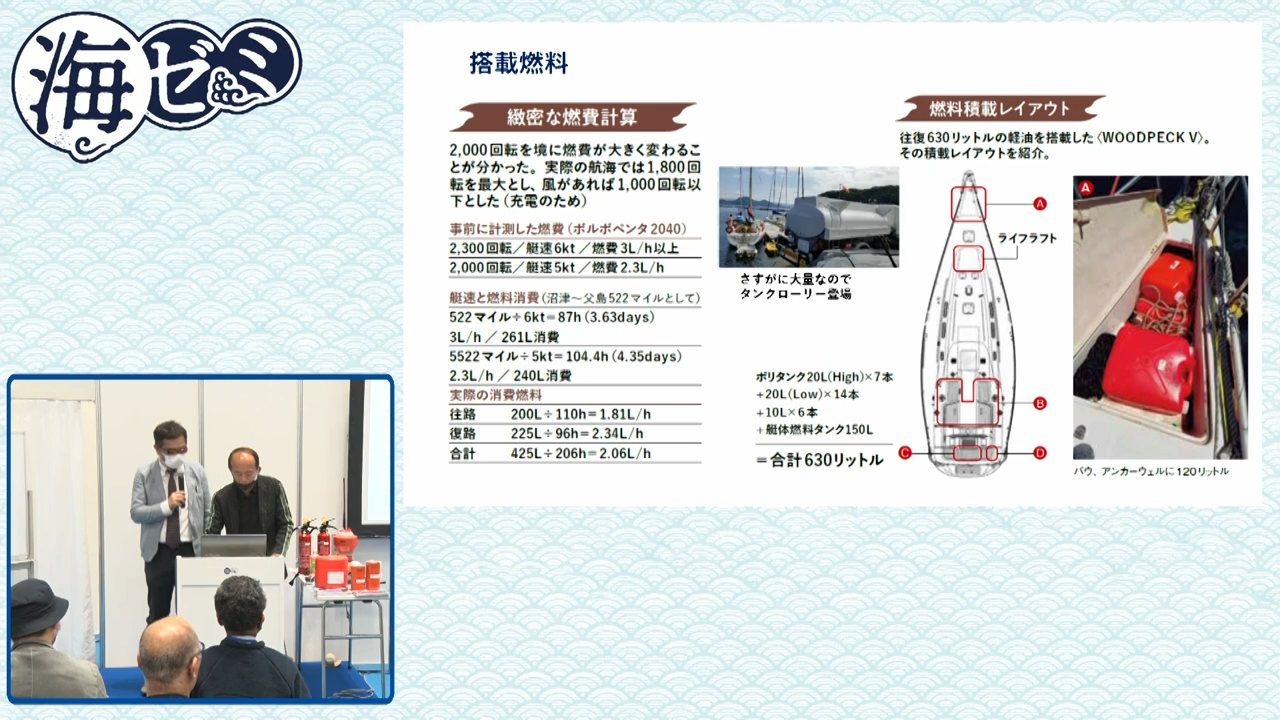 海ゼミ
搭載燃料
緻密な燃費計算
2,000回転を境に燃費が大きく変わるこ
とが分かった。実際の航海では1,800回
転を最大とし、風があれば1,000回転以
下とした（充電のため）
事前に計測した燃費（ボルボペンタ2040）
2,300回転／艇速6kt／燃費3L/h以上
2,000回転／艇速5kt／燃費2.3L/h
艇速と燃料消費（沼津～父島522マイルとして）
522マイル÷6kt=87h（3.63days）
3L/h ／ 261L消費
5522マイル÷5kt=104.4h（4.35days）
2.3L/h ／ 240L消費
実際の消費燃料
往路 200L÷110h=1.81L/h
復路 225L÷96h=2.34L/h
合計 425L÷206h=2.06L/h
さすがに大量なので
タンクローリー登場
ポリタンク20L(High)×7本
+20L(Low)×14本
+10L×6本
+艇体燃料タンク150L
=合計630リットル
燃料積載レイアウト
往復630リットルの軽油を搭載した〈WOODPECK V〉。
その積載レイアウトを紹介。
A
ライフラフト
B
C
D
A
バウ、アンカーウェルに120リットル